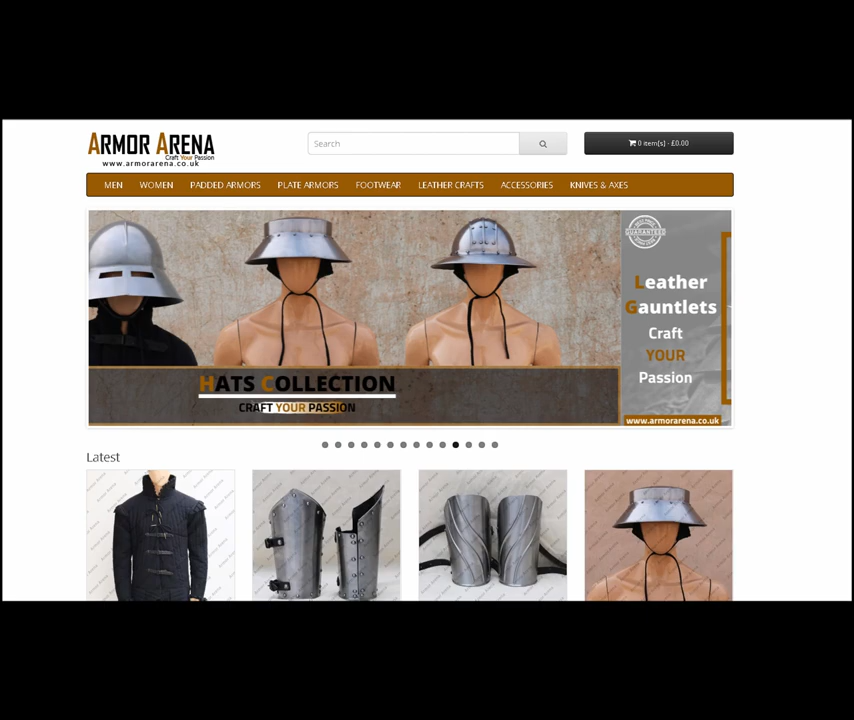 ARMOR ARENA
Craft Your Passion
www.armorarena.co.uk
Search
0 item(s) - £0.00
MEN WOMEN PADDED ARMORS PLATE ARMORS FOOTWEAR LEATHER CRAFTS ACCESSORIES KNIVES & AXES
HATS COLLECTION
CRAFT YOUR PASSION
GUARANTEED
Leather
Gauntlets
Craft
YOUR
Passion
www.armorarena.co.uk
Latest